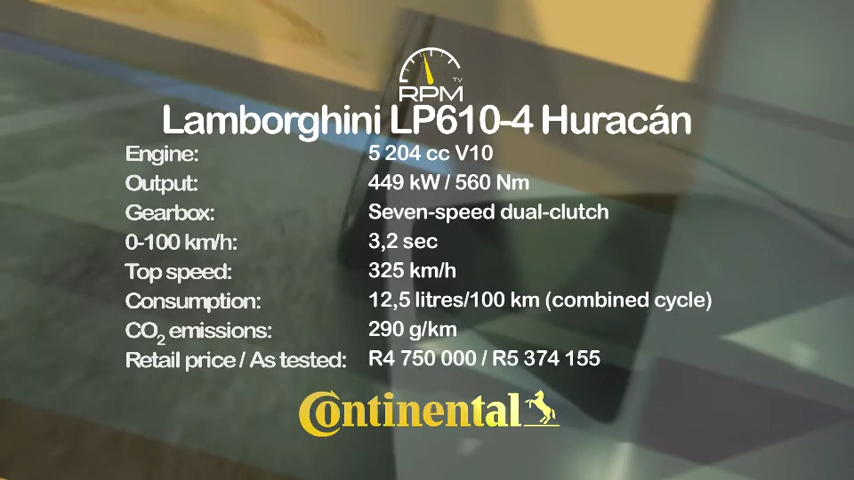 TV
RPM
Lamborghini LP610-4 Huracán
Engine: 5 204 cc V10
Output: 449 kW / 560 Nm
Gearbox: Seven-speed dual-clutch
0-100 km/h: 3,2 sec
Top speed: 325 km/h
Consumption: 12,5 litres/100 km (combined cycle)
CO2 emissions: 290 g/km
Retail price / As tested: R4 750 000 / R5 374 155
Continental